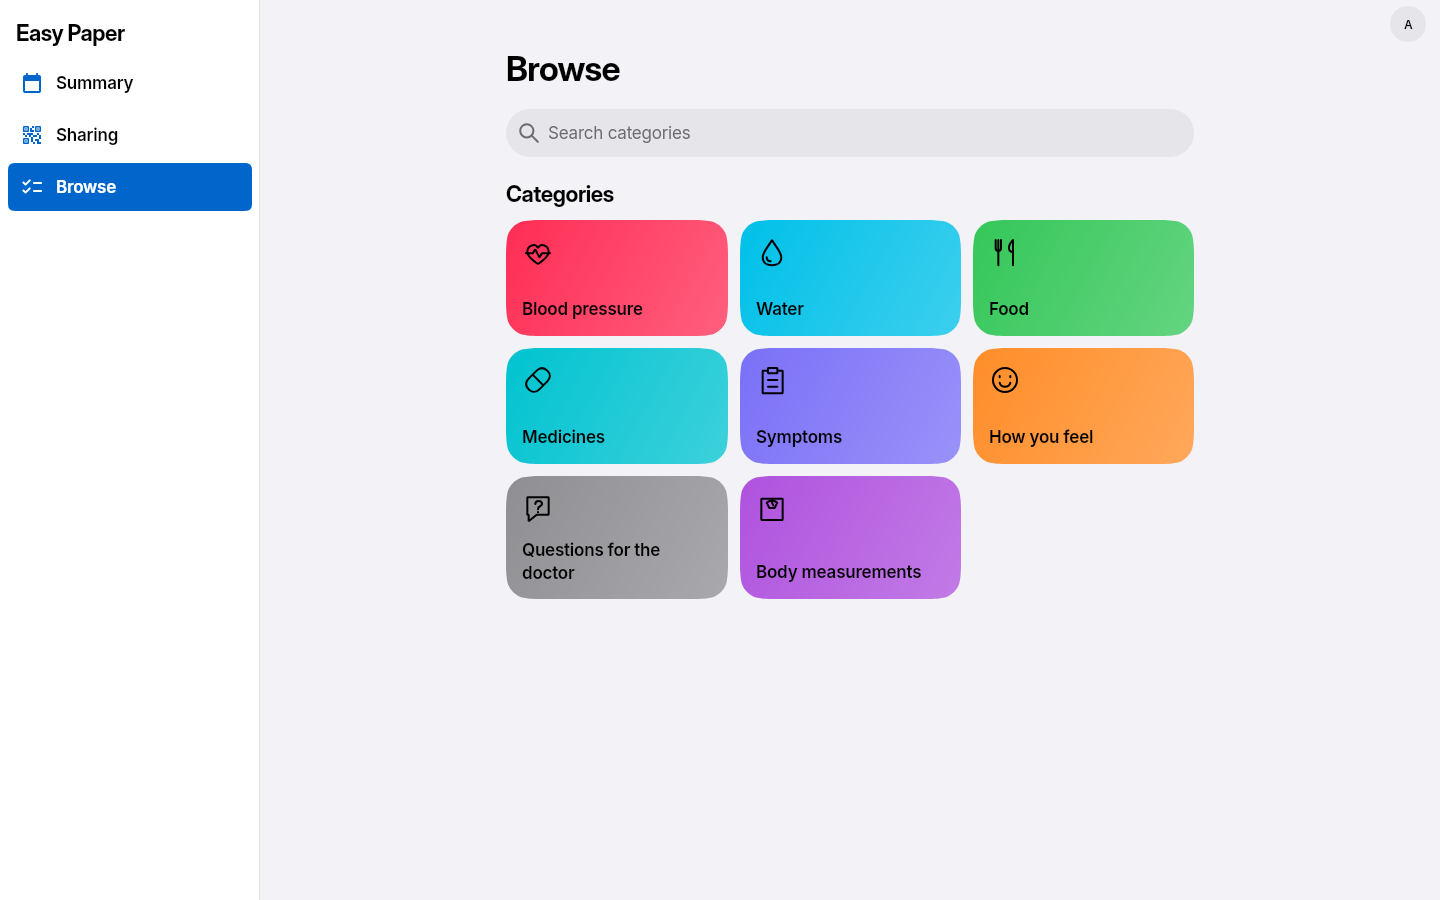 Easy Paper
Summary
Sharing
Browse
A
Browse
Search categories
Categories
Blood pressure
Water
Food
Medicines
Symptoms
How you feel
Questions for the
doctor
Body measurements